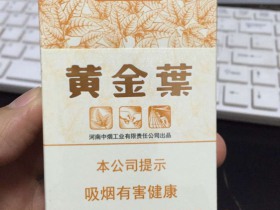 黄金葉
河南中烟工业有限责任公司出品
本公司提示
吸烟有害健康